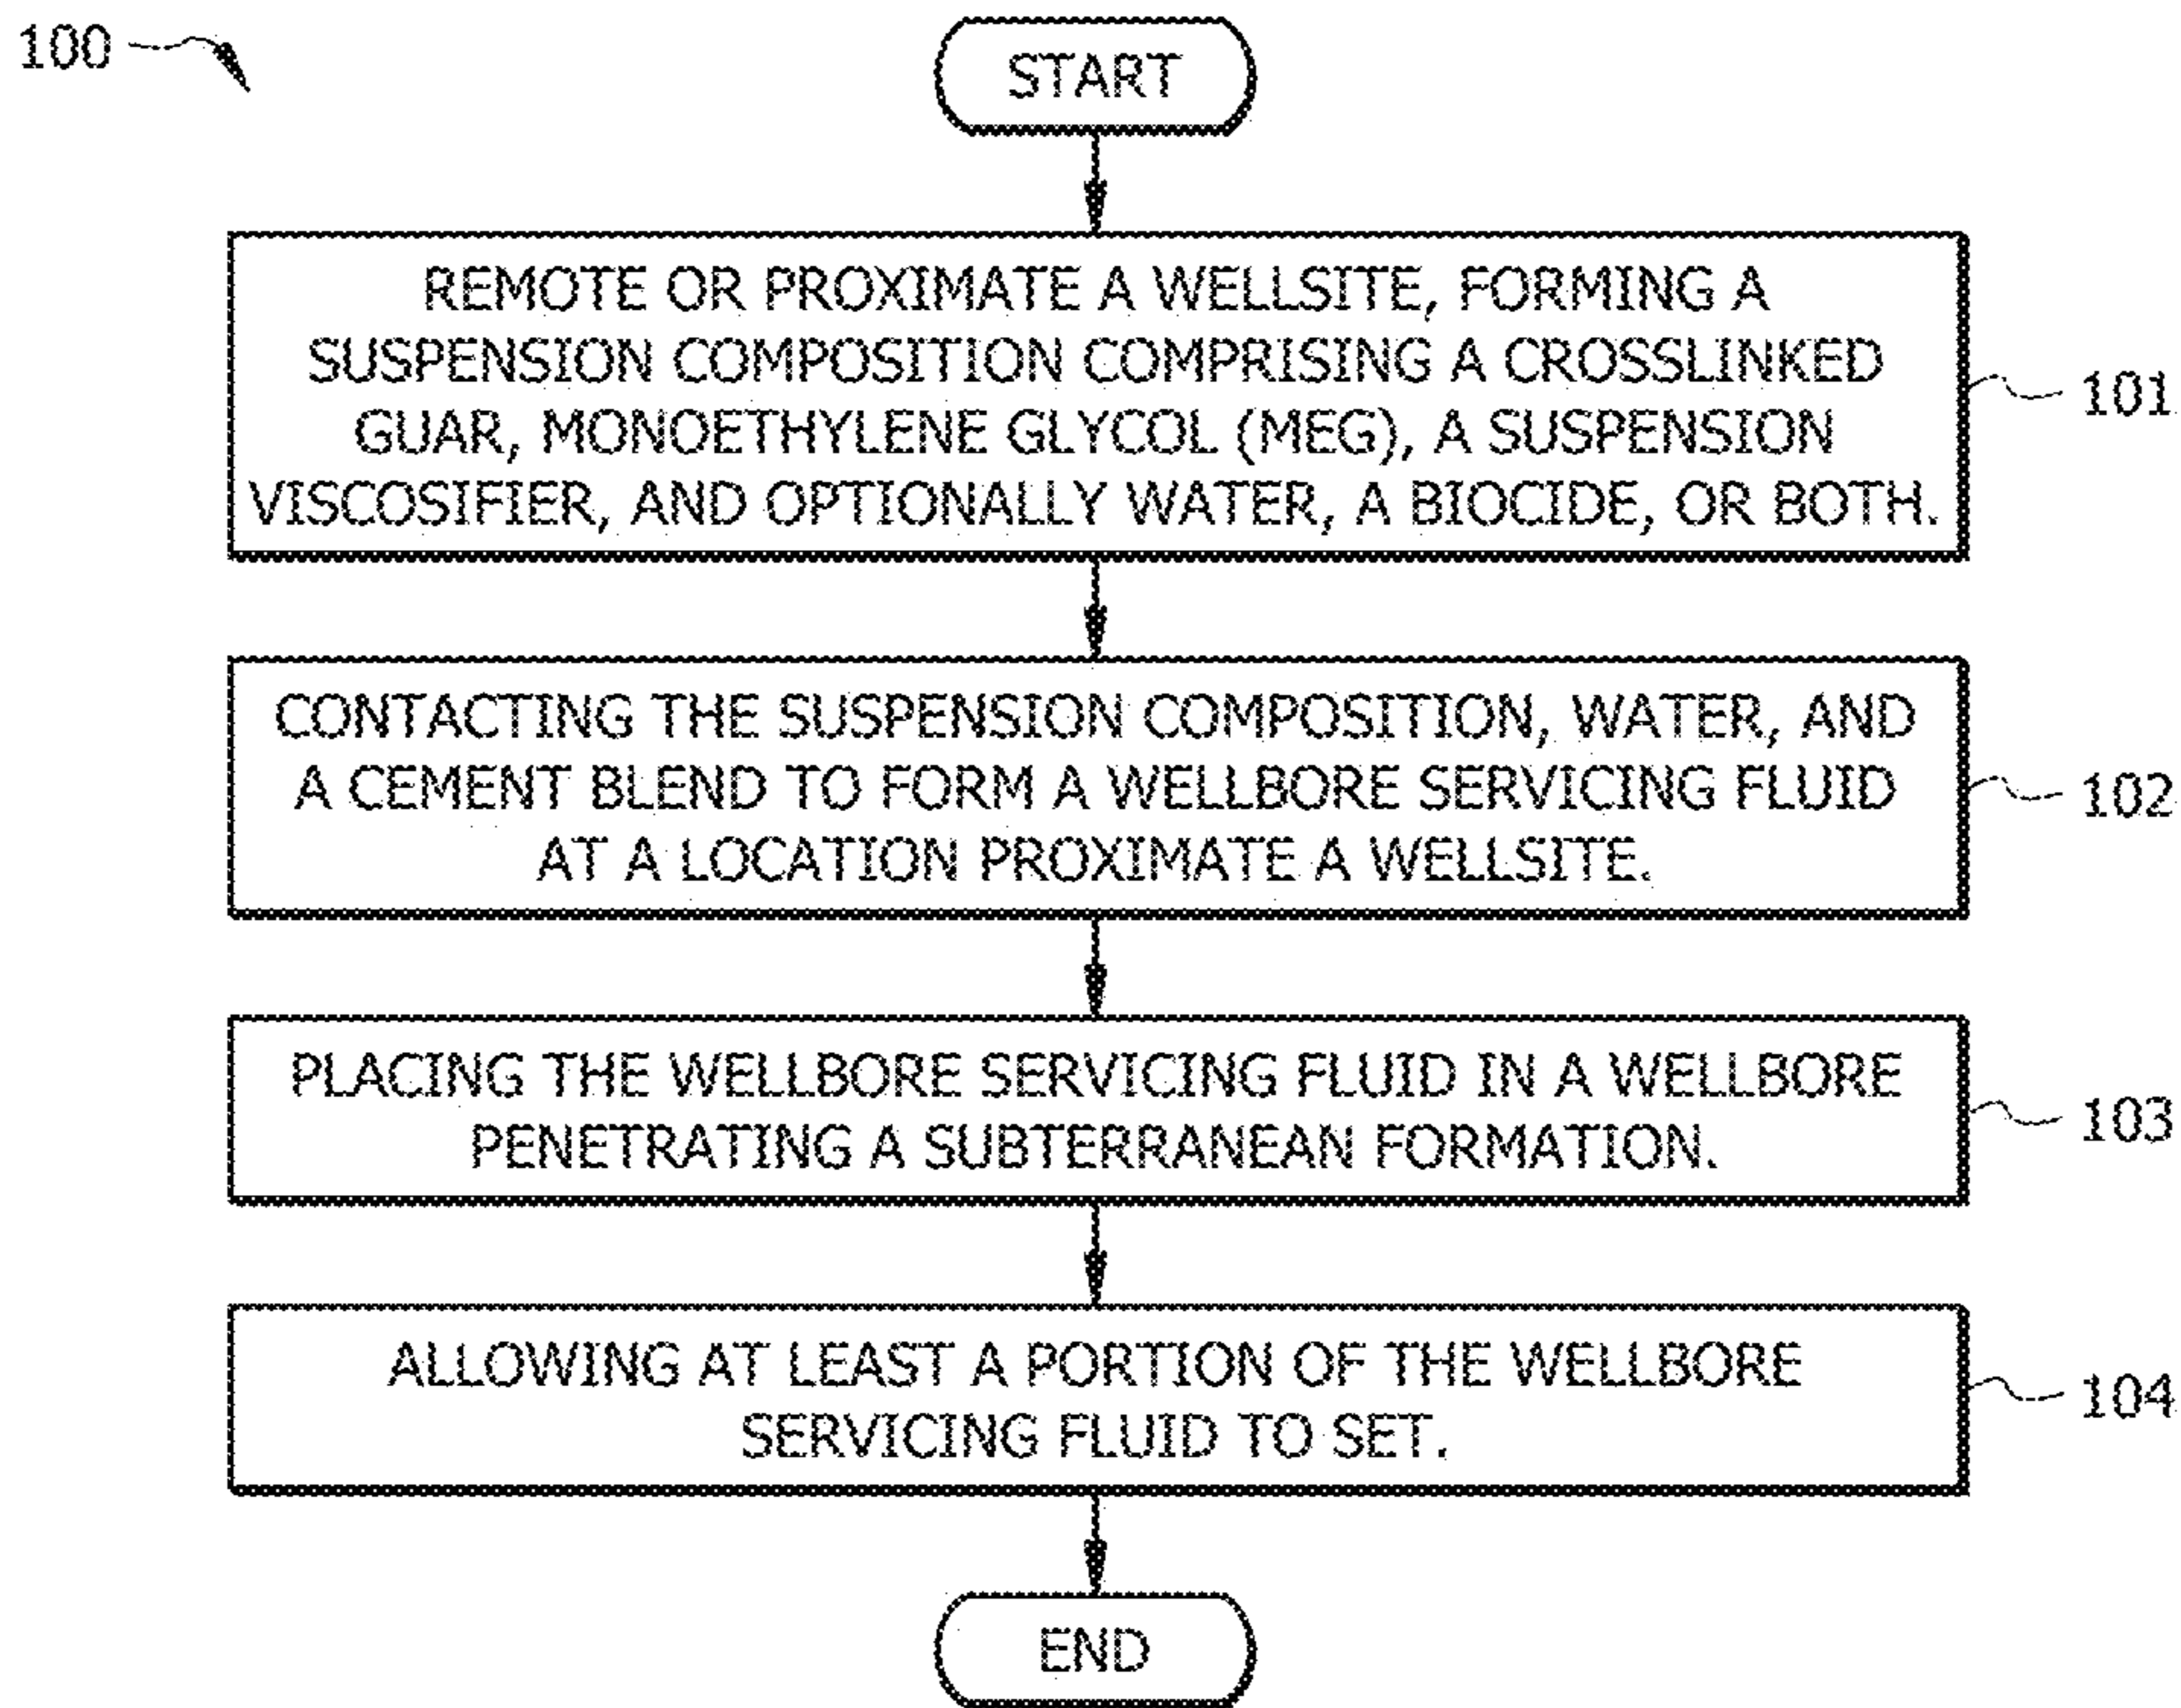 100
START
REMOTE OR PROXIMATE A WELLSITE, FORMING A
SUSPENSION COMPOSITION COMPRISING A CROSSLINKED
GUAR, MONOETHYLENE GLYCOL (MEG), A SUSPENSION
VISCOSIFIER, AND OPTIONALLY WATER, A BIOCIDE, OR BOTH.
101
CONTACTING THE SUSPENSION COMPOSITION, WATER, AND
A CEMENT BLEND TO FORM A WELLBORE SERVICING FLUID
AT A LOCATION PROXIMATE A WELLSITE.
102
PLACING THE WELLBORE SERVICING FLUID IN A WELLBORE
PENETRATING A SUBTERRANEAN FORMATION.
103
ALLOWING AT LEAST A PORTION OF THE WELLBORE
SERVICING FLUID TO SET.
104
END